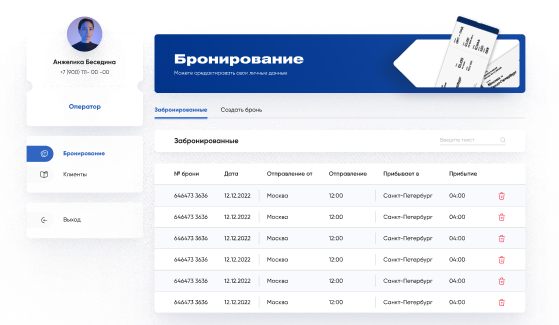 Анжелика Беседина
+7 (900) 111- 00 -00
Оператор
Бронирование
Клиенты
Выход
Бронирование
Можете предоставлять свои личные данные
Забронированные
Создать бронь
Забронированные
Введите текст
№ брони Дата Отправление от Отправление Прибывает в Прибытие
646473 3636 12.12.2022 Москва 12:00 Санкт-Петербург 04:00
646473 3636 12.12.2022 Москва 12:00 Санкт-Петербург 04:00
646473 3636 12.12.2022 Москва 12:00 Санкт-Петербург 04:00
646473 3636 12.12.2022 Москва 12:00 Санкт-Петербург 04:00
646473 3636 12.12.2022 Москва 12:00 Санкт-Петербург 04:00
646473 3636 12.12.2022 Москва 12:00 Санкт-Петербург 04:00